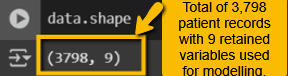 data.shape
(3798, 9)
Total of 3,798
patient records
with 9 retained
variables used
for modelling.